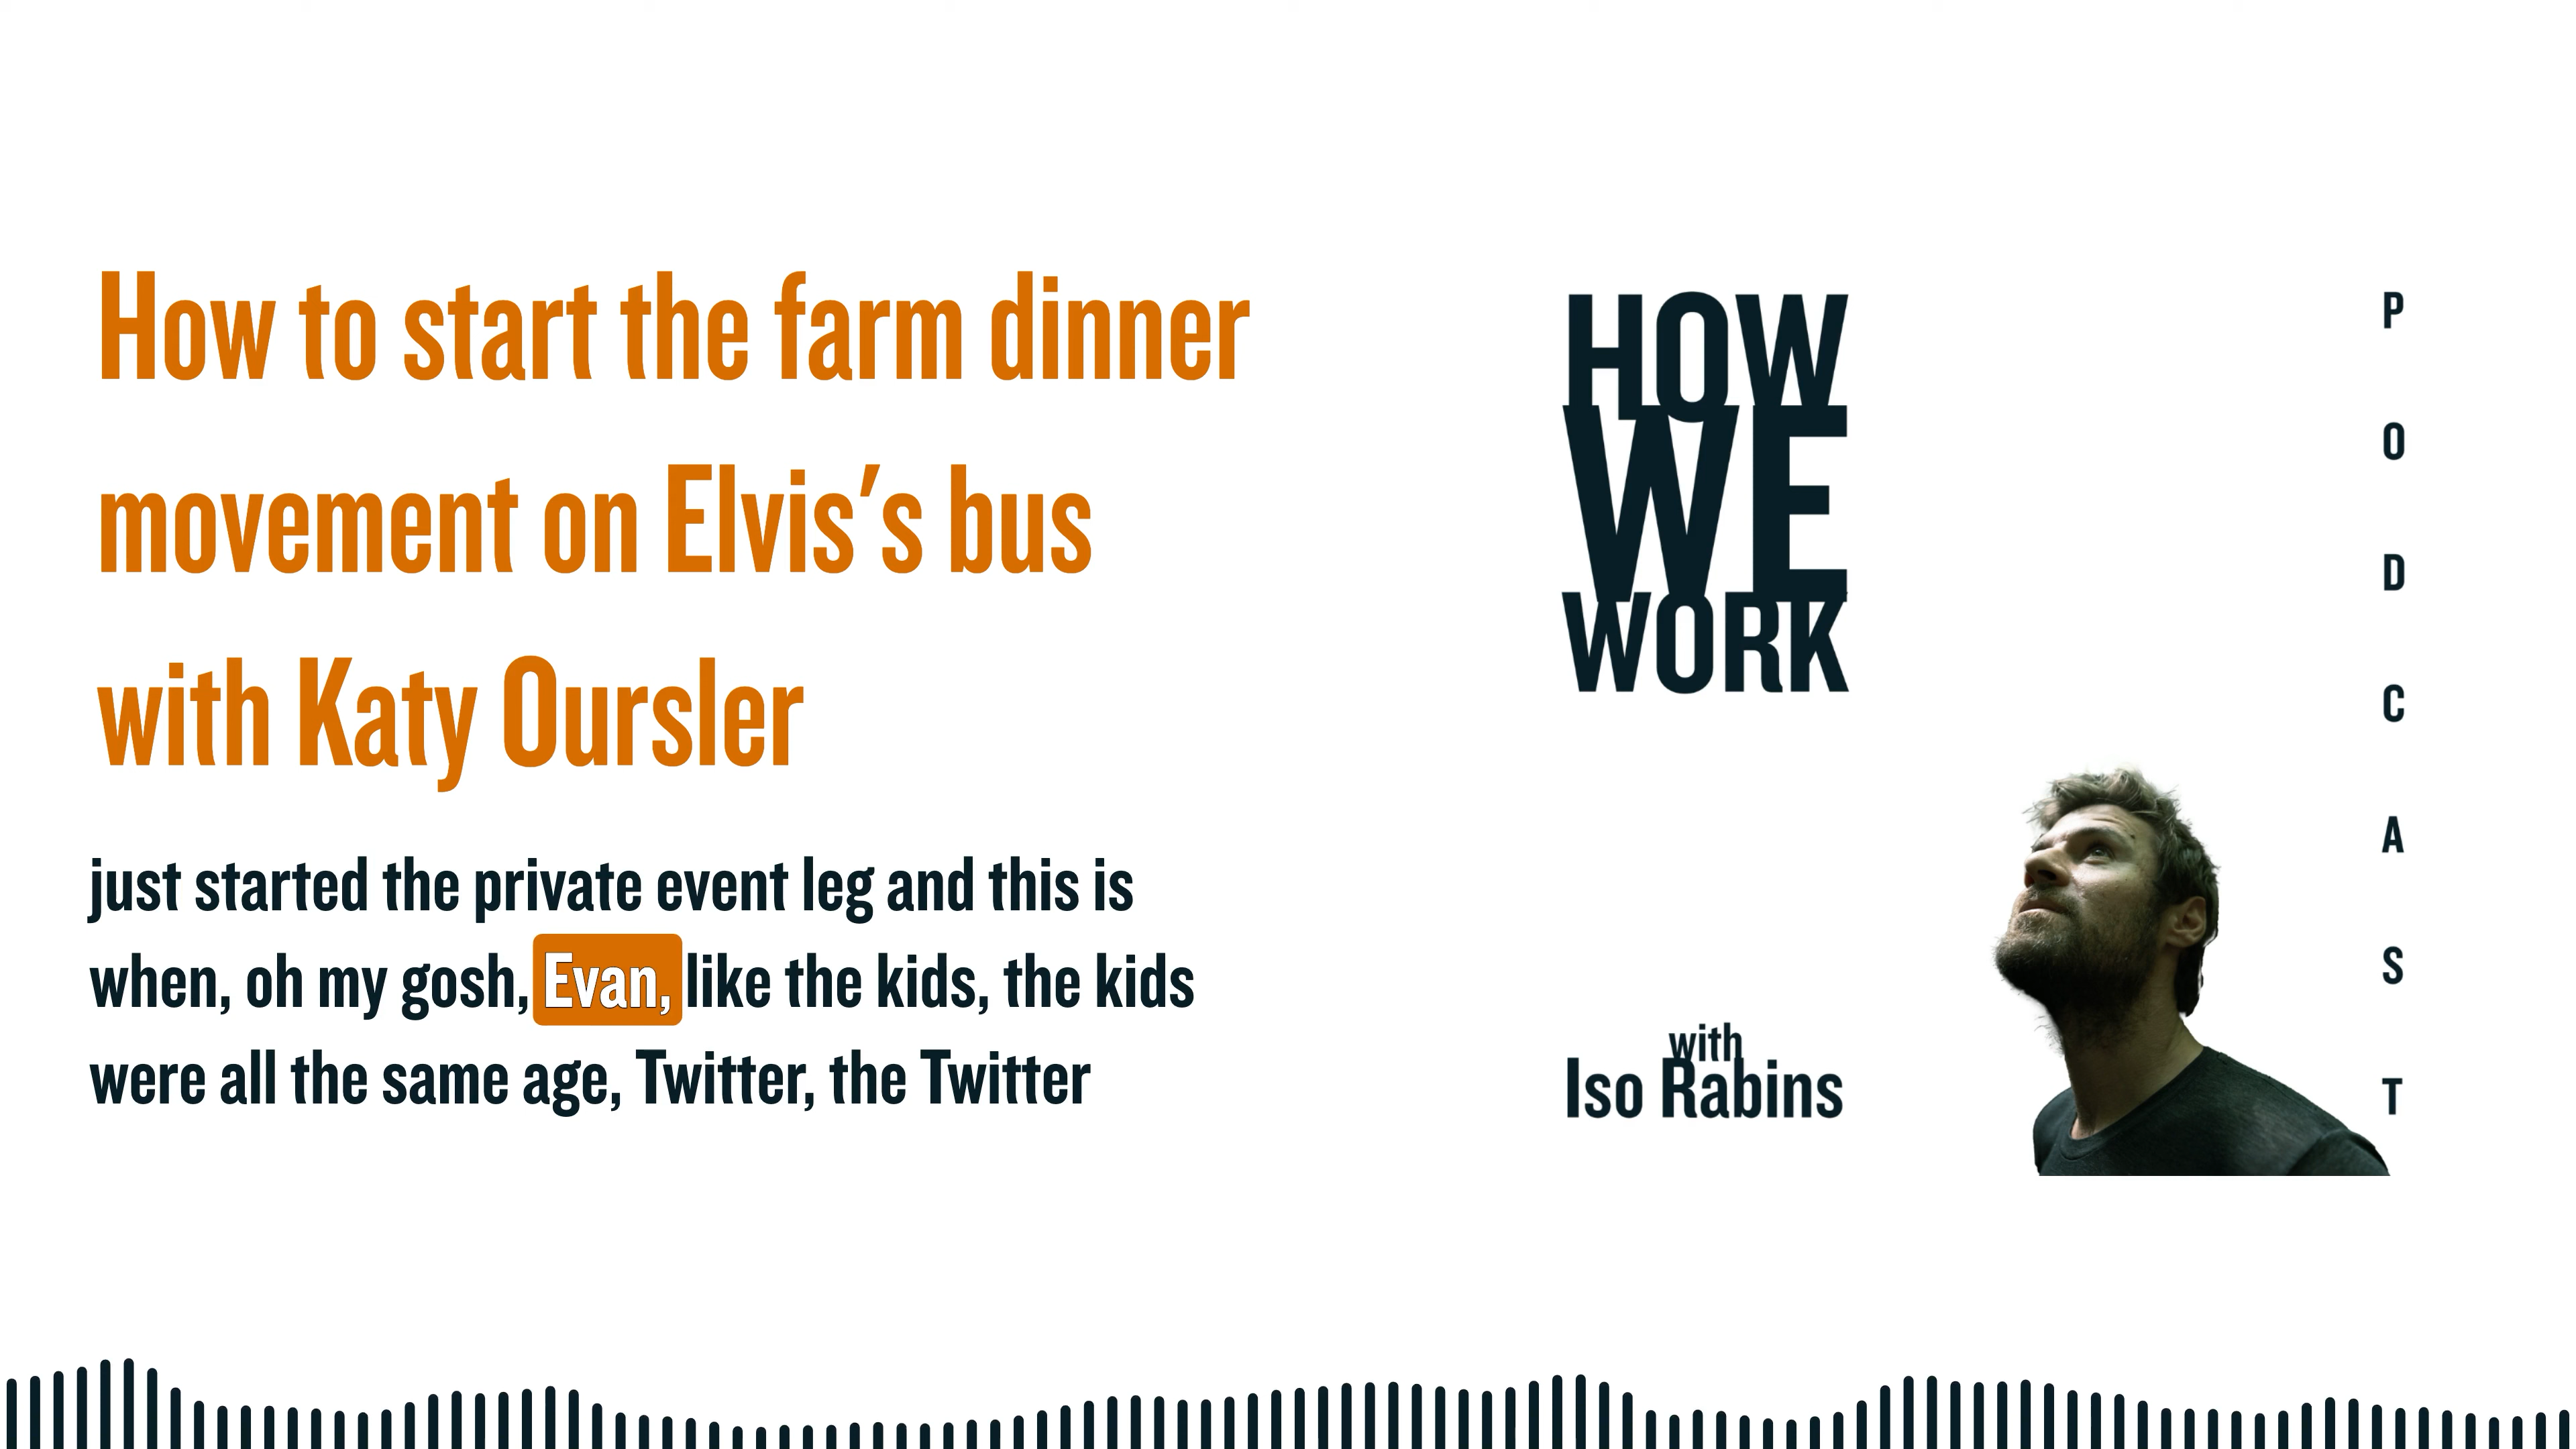 How to start the farm dinner
movement on Elvis's bus
with Katy Oursler
just started the private event leg and this is
when, oh my gosh, Evan, like the kids, the kids
were all the same age, Twitter, the Twitter
HOW
WE
WORK
with
Iso Rabins
PODCAST